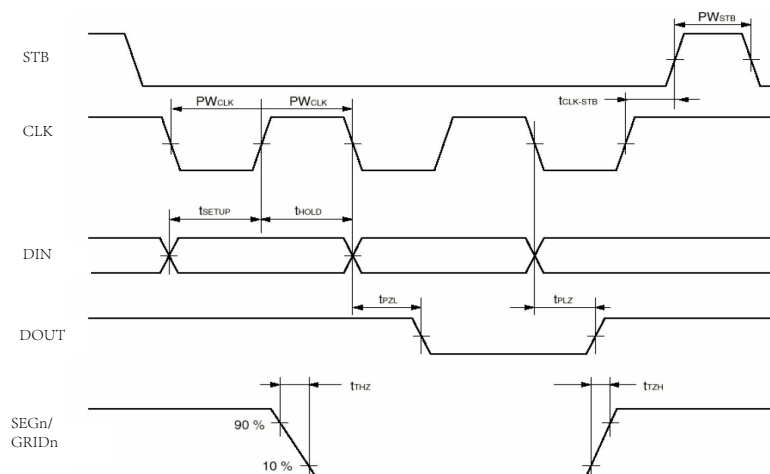 PWSTB
STB
tCLK-STB
PWCLK PWCLK
CLK
tSETUP tHOLD
DIN
tPZL tPLZ
DOUT
tTHZ tTZH
SEGn/
GRIDn
90 %
10 %